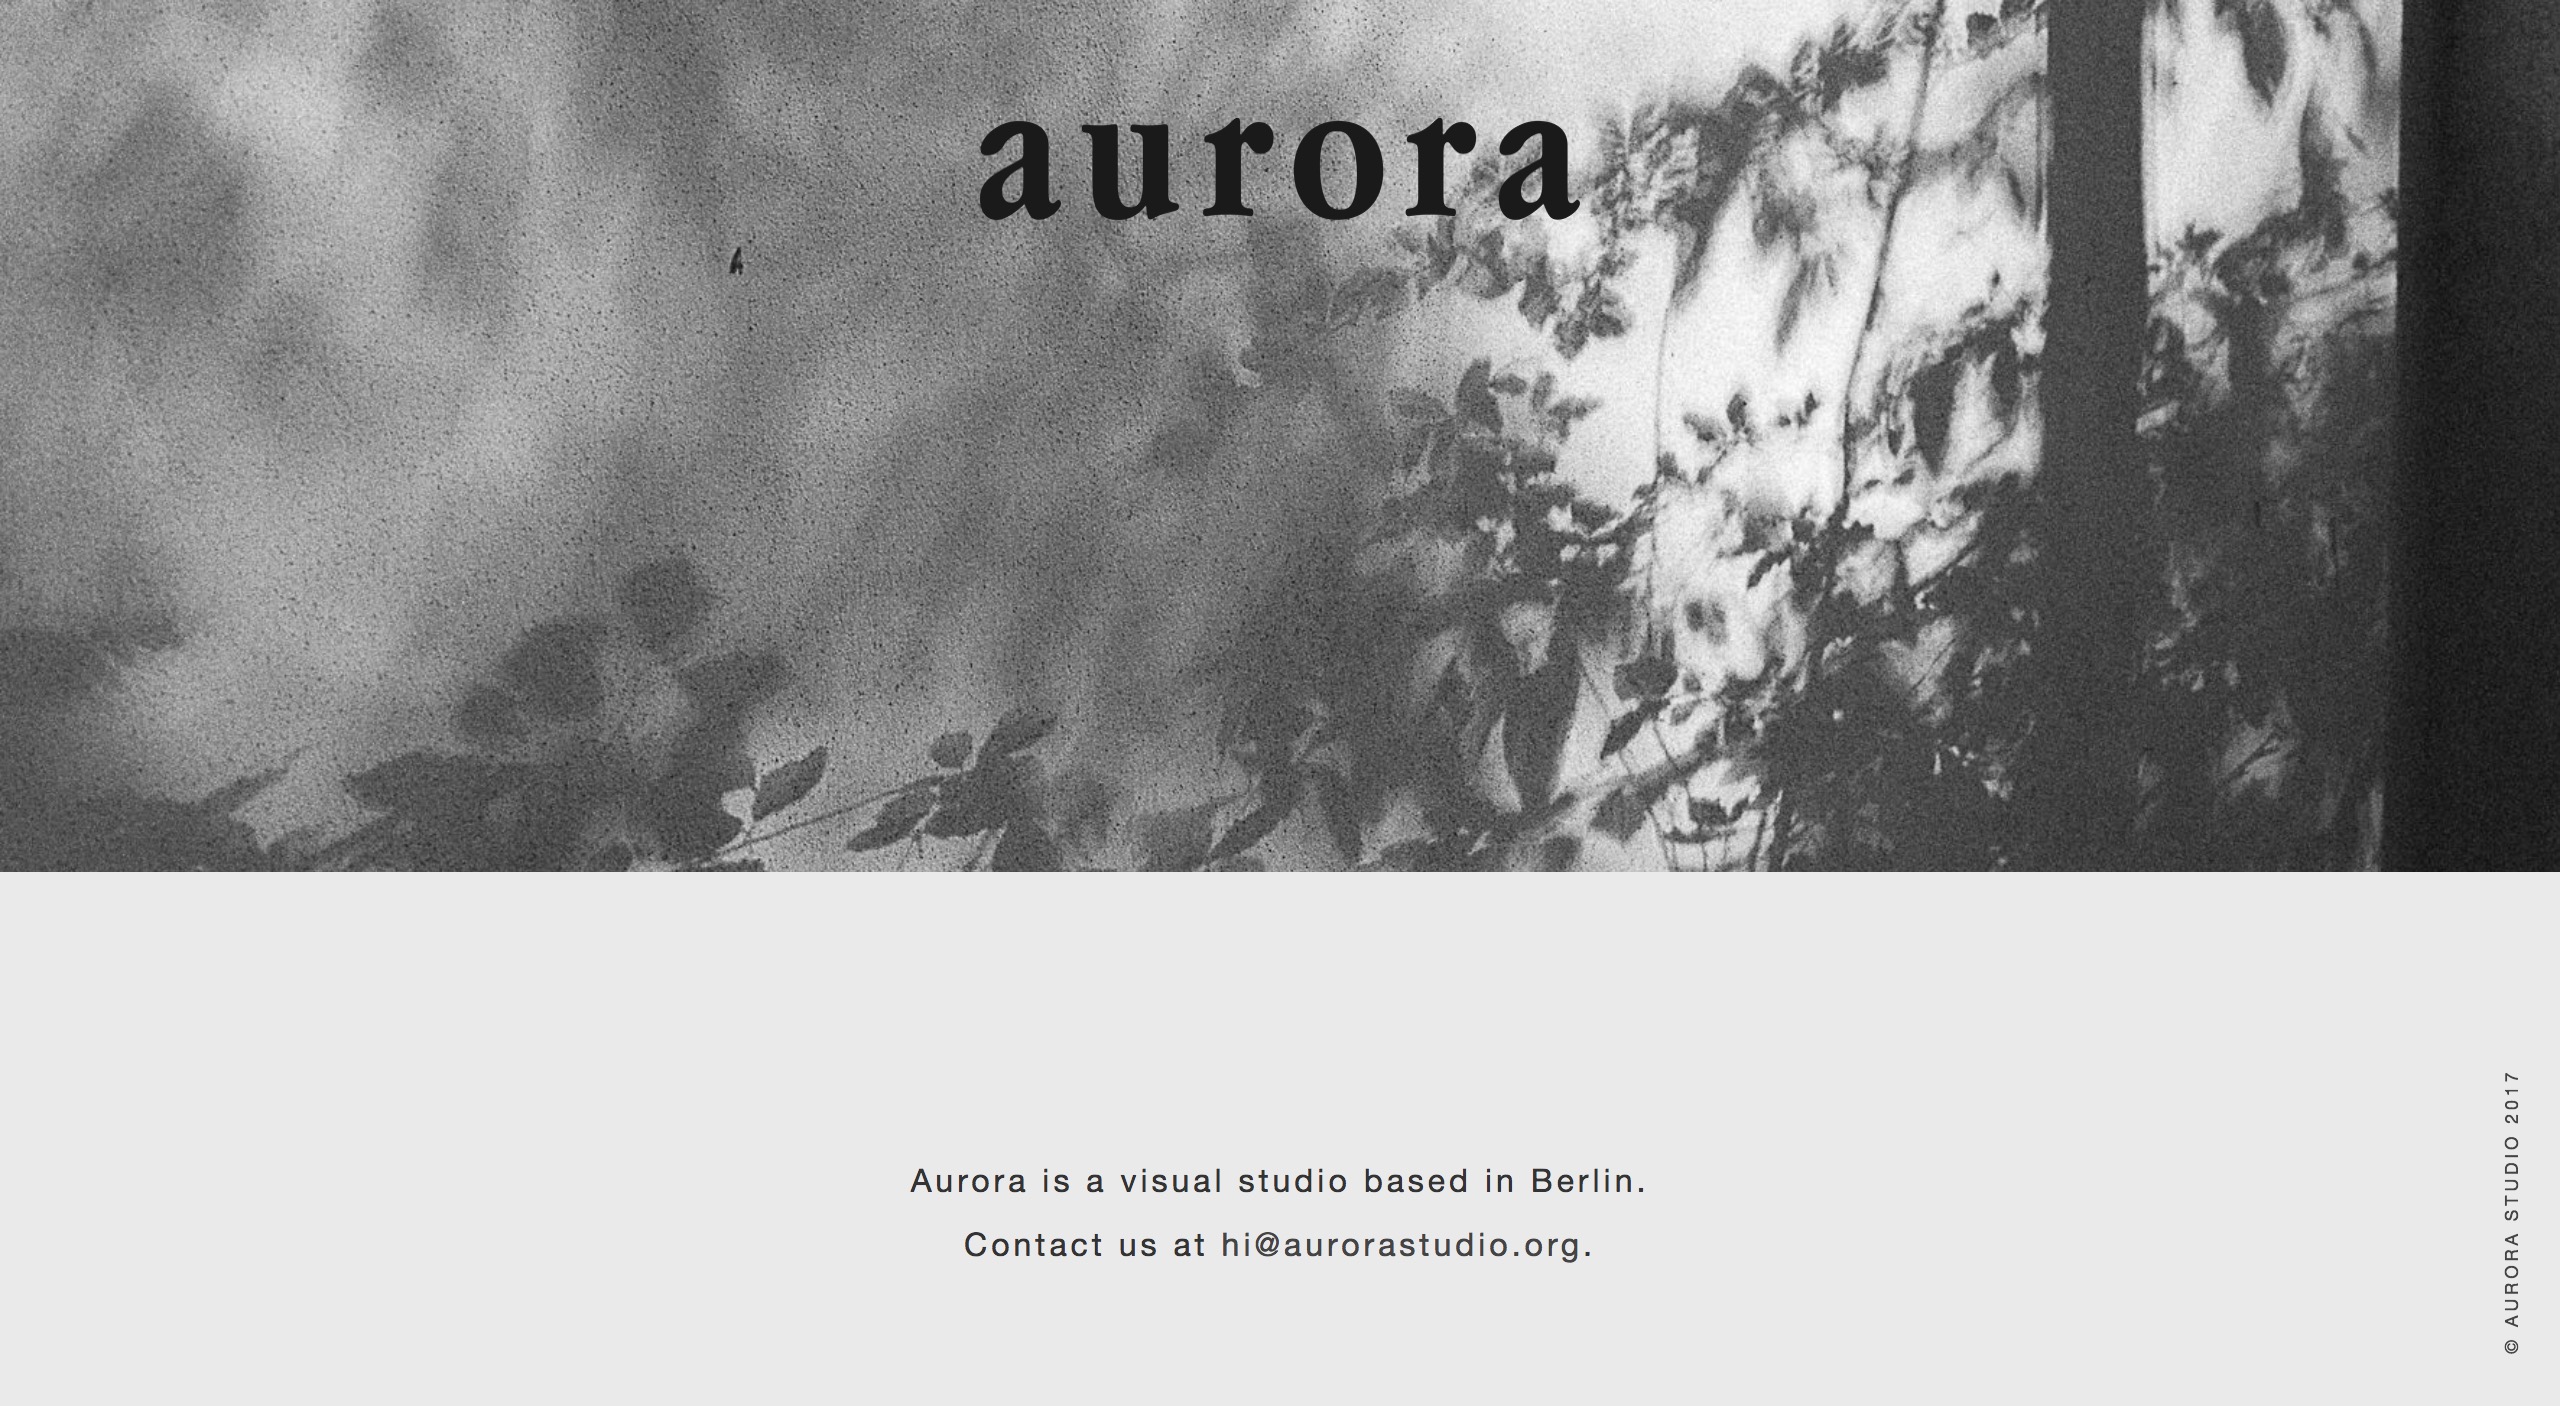 aurora
Aurora is a visual studio based in Berlin.
Contact us at hi@aurorastudio.org.
© AURORA STUDIO 2017